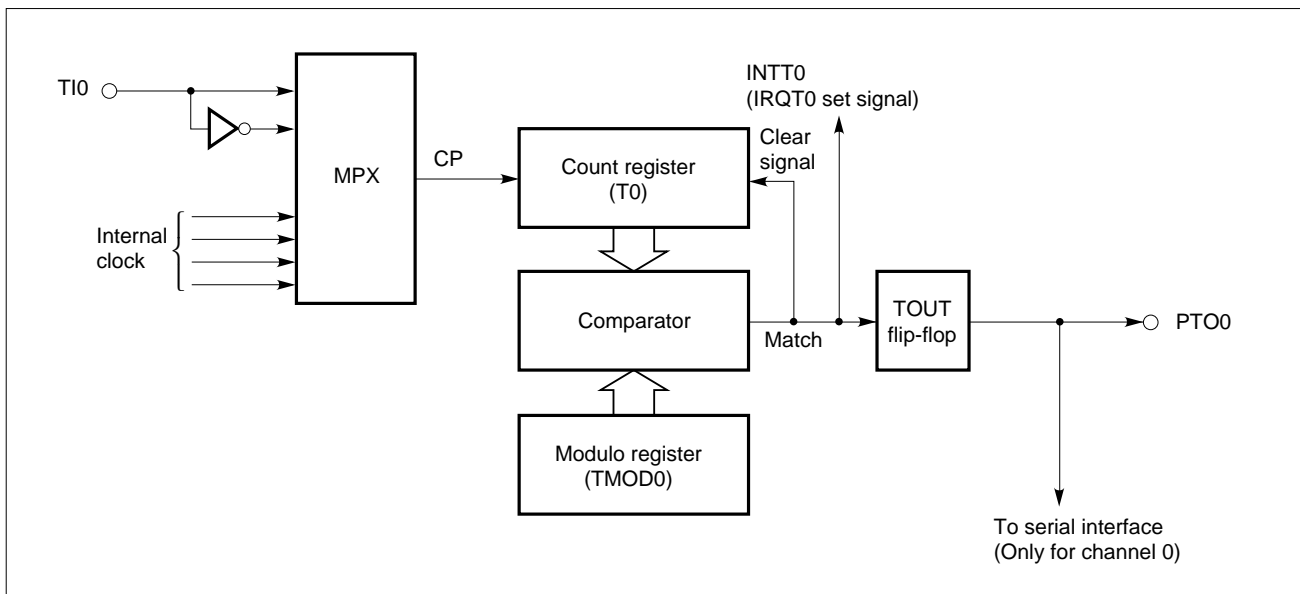 TI0
Internal
clock
MPX
CP
Count register
(T0)
Clear
signal
INTT0
(IRQT0 set signal)
Comparator
Match
TOUT
flip-flop
PTO0
Modulo register
(TMOD0)
To serial interface
(Only for channel 0)